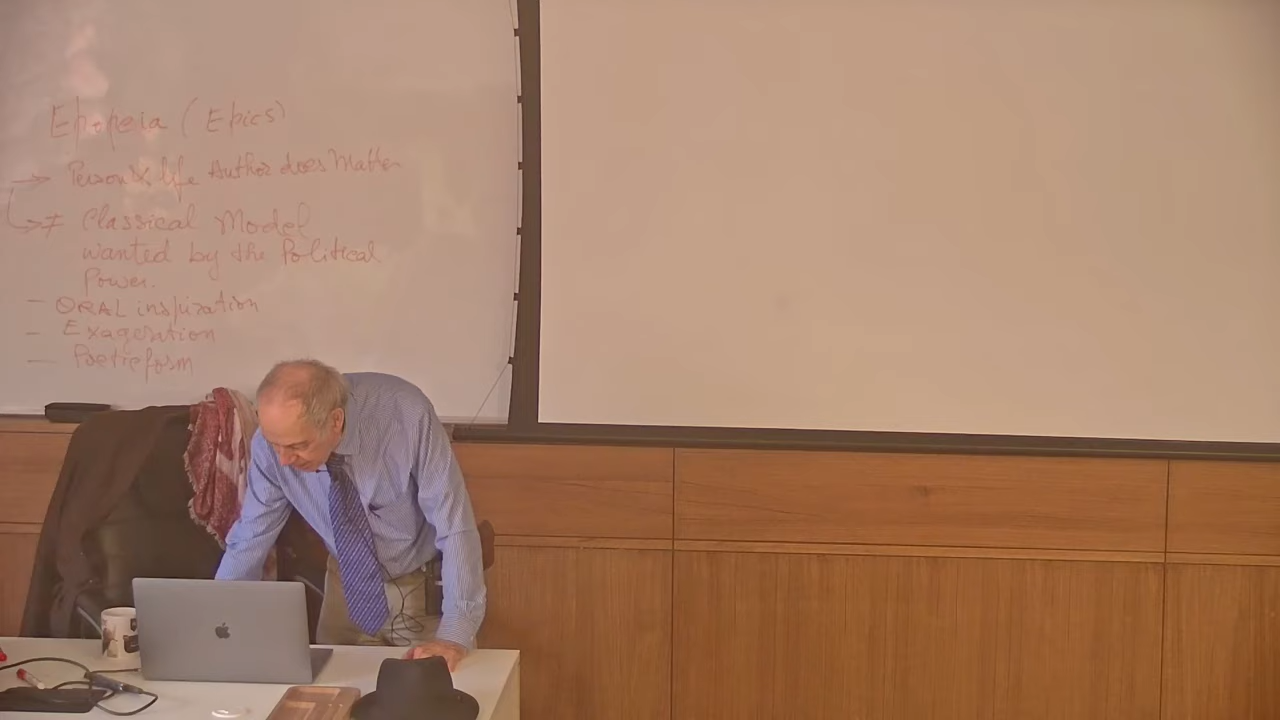 Epopeia (Epics)
→ Person & life Author does Matter
↳ ≠ Classical Model
wanted by the Political
Power.
- ORAL inspiration
- Exageration
- Poetic form